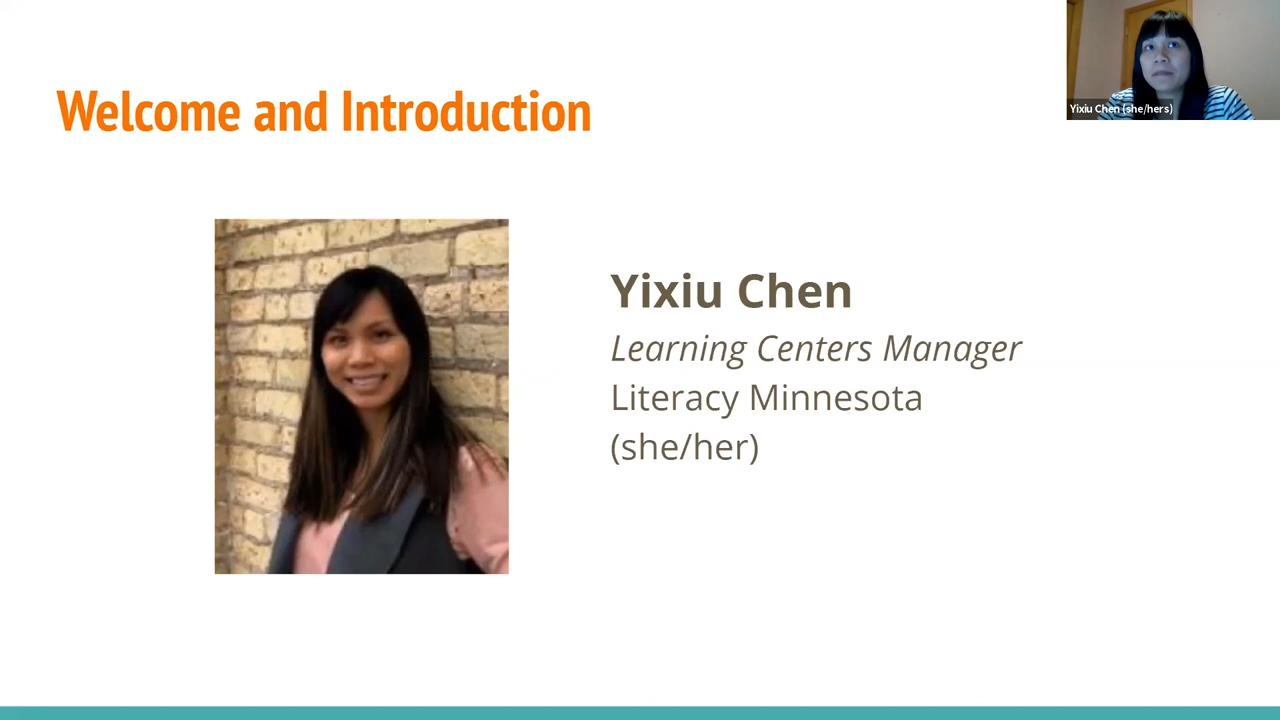 Welcome and Introduction
Yixiu Chen (she/hers)
Yixiu Chen
Learning Centers Manager
Literacy Minnesota
(she/her)